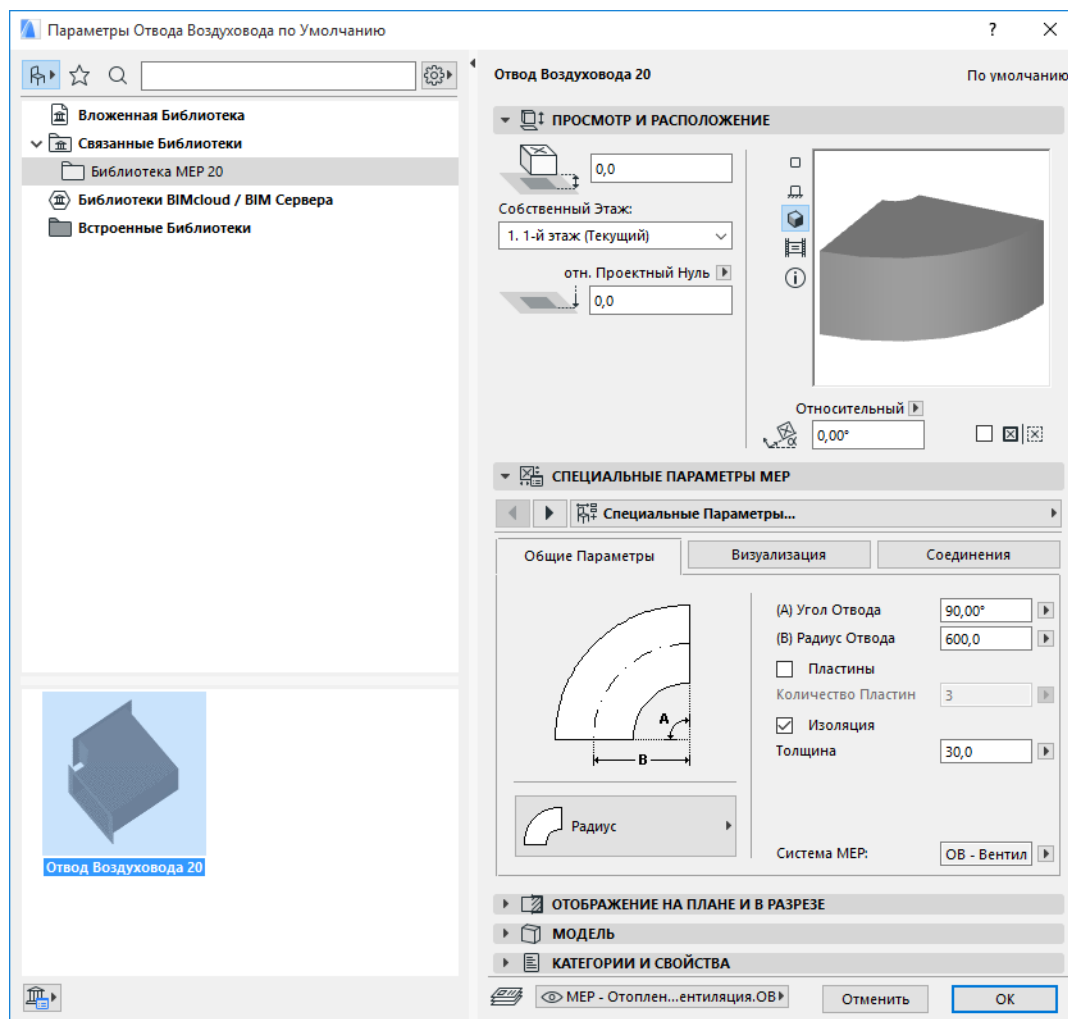 Параметры Отвода Воздуховода по Умолчанию
?
Вложенная Библиотека
Связанные Библиотеки
Библиотека MEP 20
Библиотеки BIMcloud / BIM Сервера
Встроенные Библиотеки
Отвод Воздуховода 20
Отвод Воздуховода 20
По умолчанию
ПРОСМОТР И РАСПОЛОЖЕНИЕ
0,0
Собственный Этаж:
1. 1-й этаж (Текущий)
отн. Проектный Нуль
0,0
Относительный
α
0,00°
СПЕЦИАЛЬНЫЕ ПАРАМЕТРЫ МЕР
Специальные Параметры...
Общие Параметры
Визуализация
Соединения
A
B
Радиус
(A) Угол Отвода
90,00°
(B) Радиус Отвода
600,0
Пластины
Количество Пластин
3
Изоляция
Толщина
30,0
Система MEP:
ОВ - Вентил
ОТОБРАЖЕНИЕ НА ПЛАНЕ И В РАЗРЕЗЕ
МОДЕЛЬ
КАТЕГОРИИ И СВОЙСТВА
МЕР - Отоплен...ентиляция.ОВ
Отменить
ОК